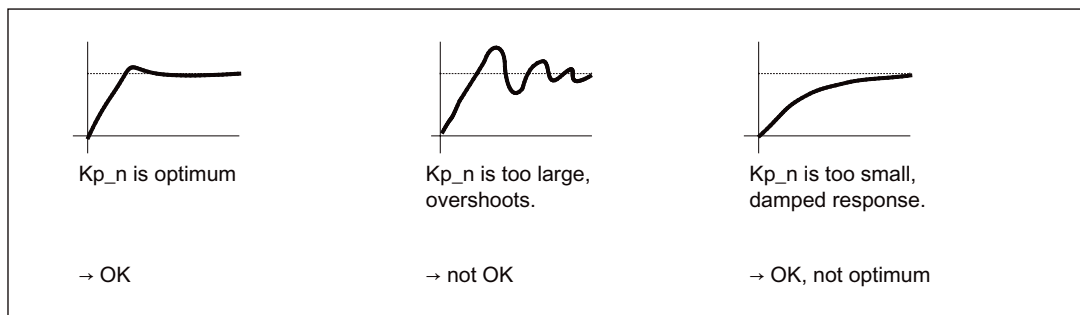 Kp_n is optimum
→ OK
Kp_n is too large,
overshoots.
→ not OK
Kp_n is too small,
damped response.
→ OK, not optimum